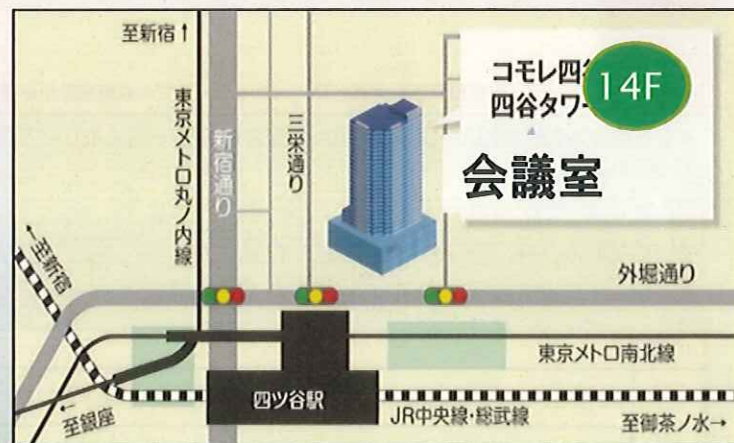 至新宿↑
東京メトロ丸ノ内線
新宿通り
三栄通り
コモレ四谷
四谷タワー
14F
会議室
←至新宿
外堀通り
東京メトロ南北線
四ツ谷駅
←至銀座
JR中央線・総武線
至御茶ノ水→